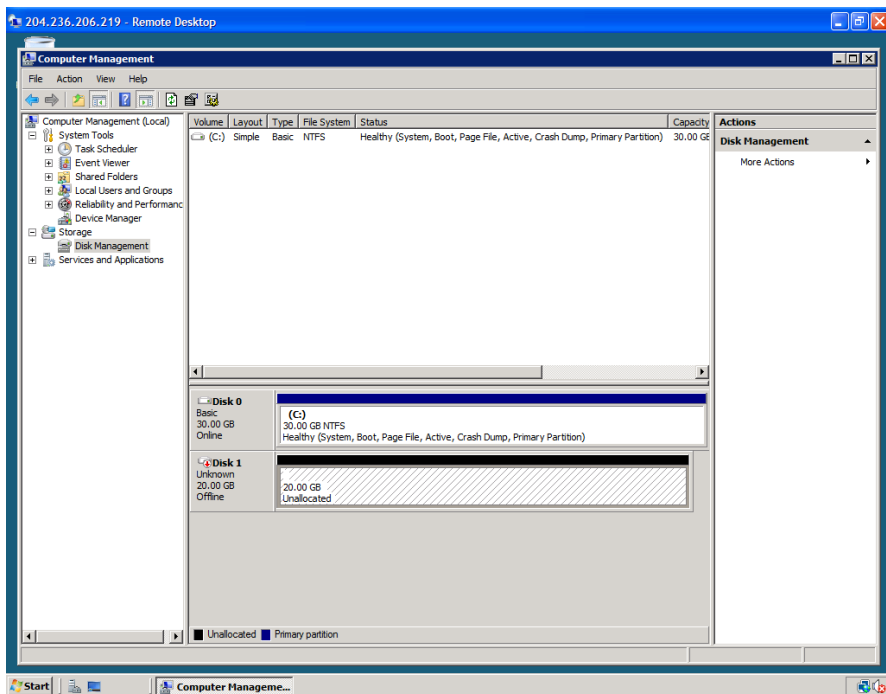 204.236.206.219 - Remote Desktop
Computer Management
File Action View Help
Computer Management (Local)
System Tools
Task Scheduler
Event Viewer
Shared Folders
Local Users and Groups
Reliability and Performanc
Device Manager
Storage
Disk Management
Services and Applications
Volume Layout Type File System Status Capacity
(C:) Simple Basic NTFS Healthy (System, Boot, Page File, Active, Crash Dump, Primary Partition) 30.00 GB
Actions
Disk Management
More Actions
Disk 0
Basic
30.00 GB
Online
(C:)
30.00 GB NTFS
Healthy (System, Boot, Page File, Active, Crash Dump, Primary Partition)
Disk 1
Unknown
20.00 GB
Offline
20.00 GB
Unallocated
Unallocated Primary partition
Start Computer Manageme...